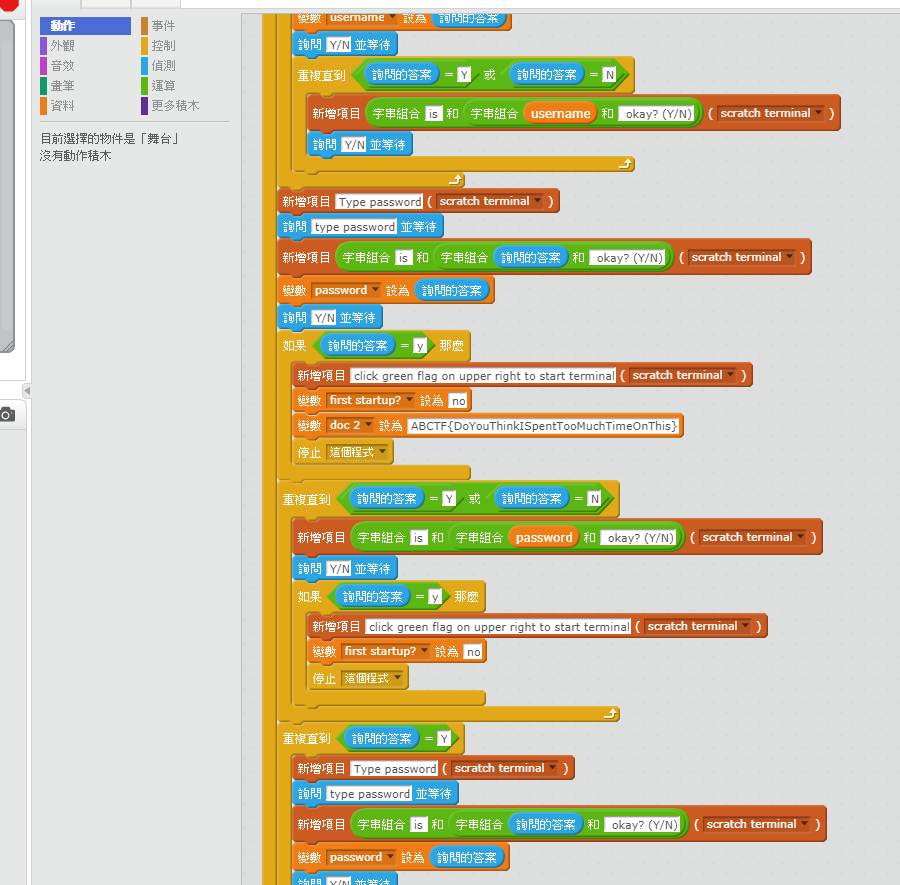 動作
事件
外觀
控制
音效
偵測
畫筆
運算
資料
更多積木
目前選擇的物件是「舞台」
沒有動作積木
變數 username 設為 詢問的答案
詢問 Y/N 並等待
重複直到 詢問的答案 = Y 或 詢問的答案 = N
新增項目 字串組合 is 和 字串組合 username 和 okay? (Y/N) ( scratch terminal )
詢問 Y/N 並等待
新增項目 Type password ( scratch terminal )
詢問 type password 並等待
新增項目 字串組合 is 和 字串組合 詢問的答案 和 okay? (Y/N) ( scratch terminal )
變數 password 設為 詢問的答案
詢問 Y/N 並等待
如果 詢問的答案 = y 那麼
新增項目 click green flag on upper right to start terminal ( scratch terminal )
變數 first startup? 設為 no
變數 doc 2 設為 ABCTF{DoYouThinkISpentTooMuchTimeOnThis}
停止 這個程式
重複直到 詢問的答案 = Y 或 詢問的答案 = N
新增項目 字串組合 is 和 字串組合 password 和 okay? (Y/N) ( scratch terminal )
詢問 Y/N 並等待
如果 詢問的答案 = y 那麼
新增項目 click green flag on upper right to start terminal ( scratch terminal )
變數 first startup? 設為 no
停止 這個程式
重複直到 詢問的答案 = Y
新增項目 Type password ( scratch terminal )
詢問 type password 並等待
新增項目 字串組合 is 和 字串組合 詢問的答案 和 okay? (Y/N) ( scratch terminal )
變數 password 設為 詢問的答案
詢問 Y/N 並等待